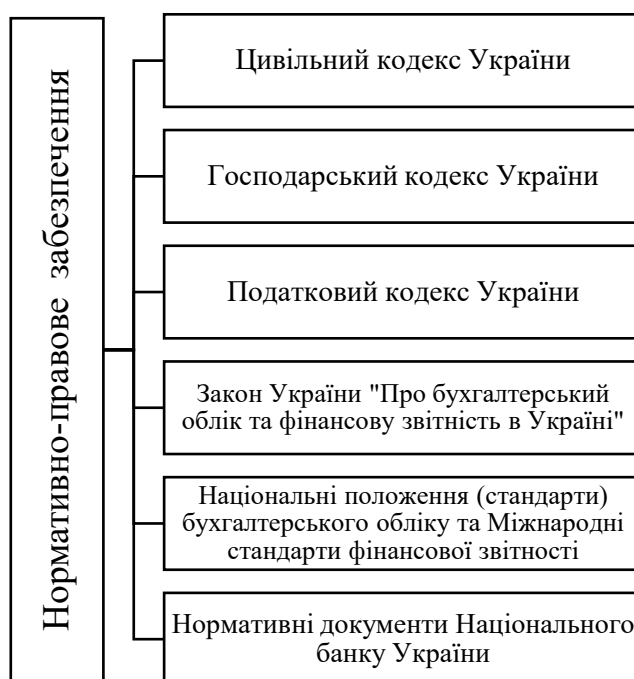 Нормативно-правове забезпечення
Цивільний кодекс України
Господарський кодекс України
Податковий кодекс України
Закон України "Про бухгалтерський
облік та фінансову звітність в Україні"
Національні положення (стандарти)
бухгалтерського обліку та Міжнародні
стандарти фінансової звітності
Нормативні документи Національного
банку України